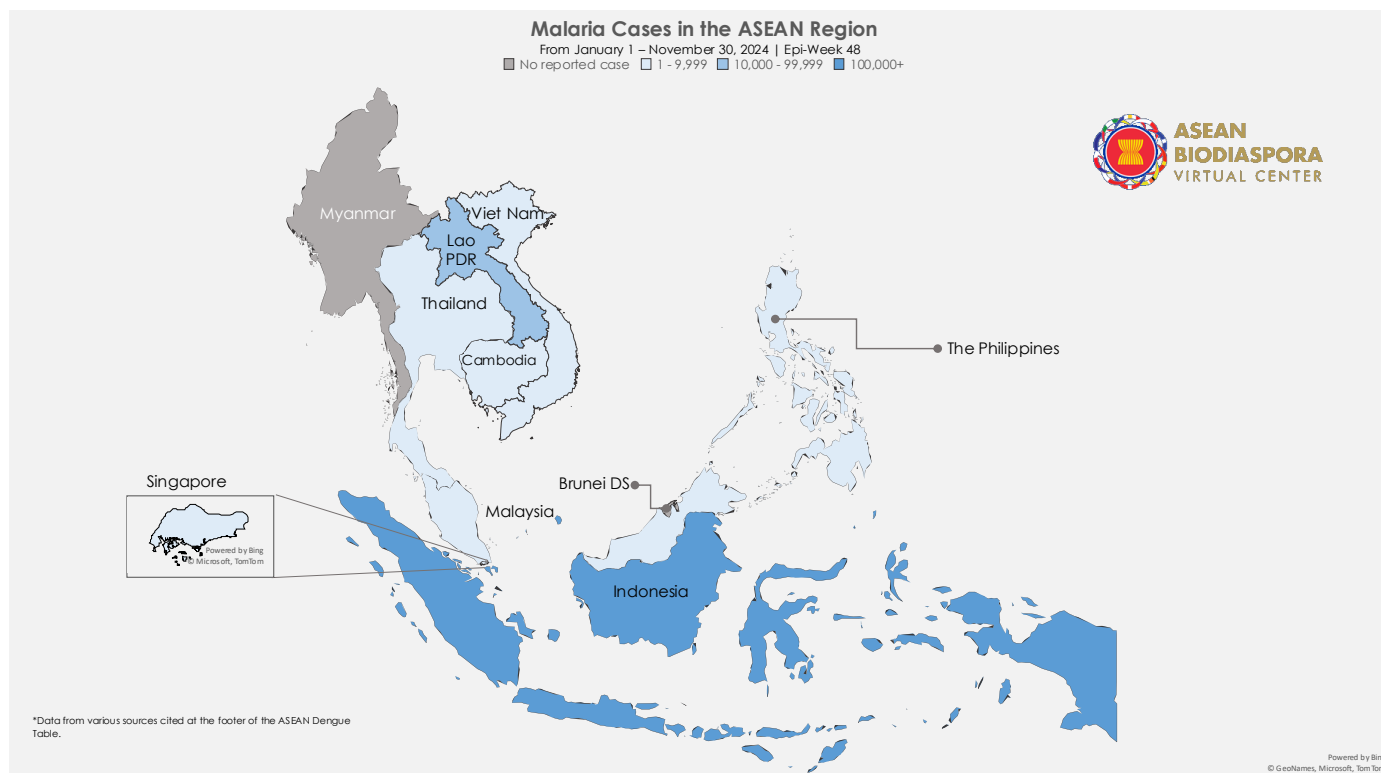 Malaria Cases in the ASEAN Region
From January 1 – November 30, 2024 | Epi-Week 48
No reported case 1 - 9,999 10,000 - 99,999 100,000+
ASEAN
BIODIASPORA
VIRTUAL CENTER
Myanmar
Viet Nam
Lao
PDR
Thailand
Cambodia
The Philippines
Singapore
Brunei DS
Malaysia
Powered by Bing
© Microsoft, TomTom
Indonesia
*Data from various sources cited at the footer of the ASEAN Dengue
Table.
Powered by Bin
© GeoNames, Microsoft, TomTom